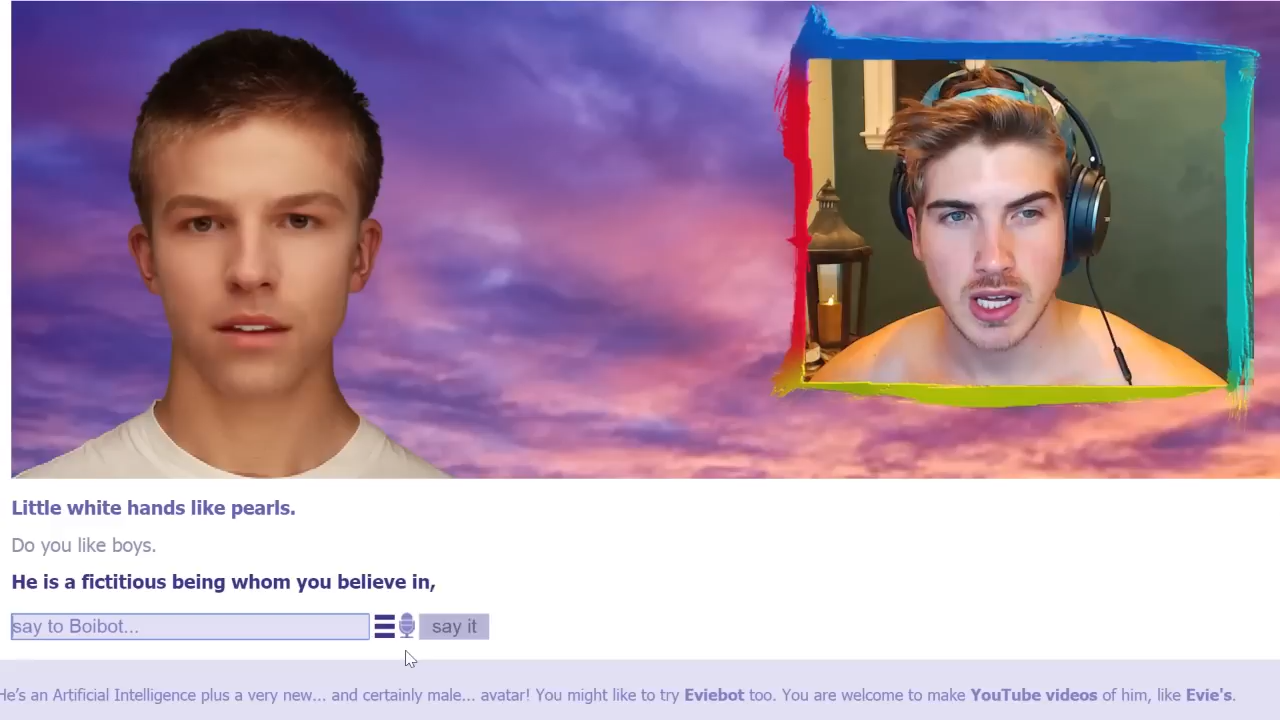 Little white hands like pearls.
Do you like boys.
He is a fictitious being whom you believe in,
say to Boibot...
say it
He's an Artificial Intelligence plus a very new... and certainly male... avatar! You might like to try Eviebot too. You are welcome to make YouTube videos of him, like Evie's.